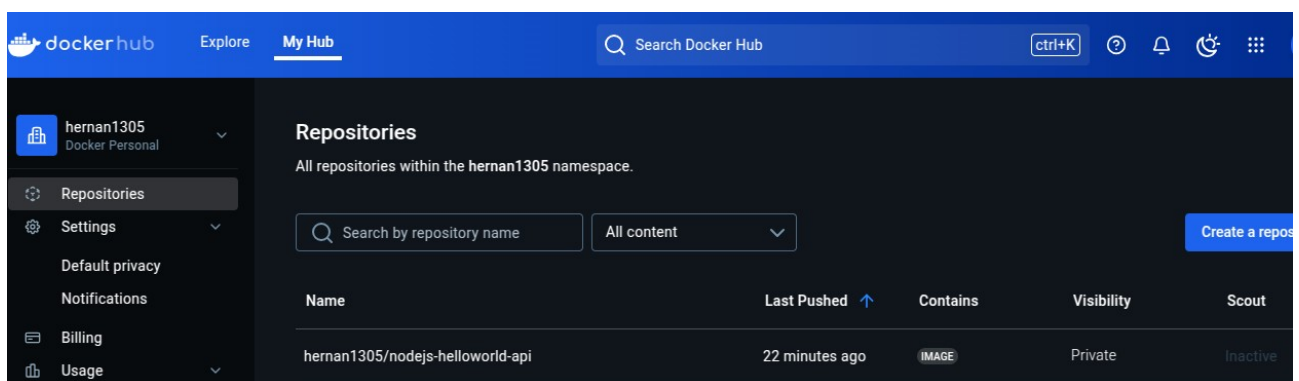 dockerhub Explore My Hub Search Docker Hub ctrl+K
hernan1305
Docker Personal
Repositories
Settings
Default privacy
Notifications
Billing
Usage
Repositories
All repositories within the hernan1305 namespace.
Search by repository name All content Create a repos
Name Last Pushed Contains Visibility Scout
hernan1305/nodejs-helloworld-api 22 minutes ago IMAGE Private Inactive